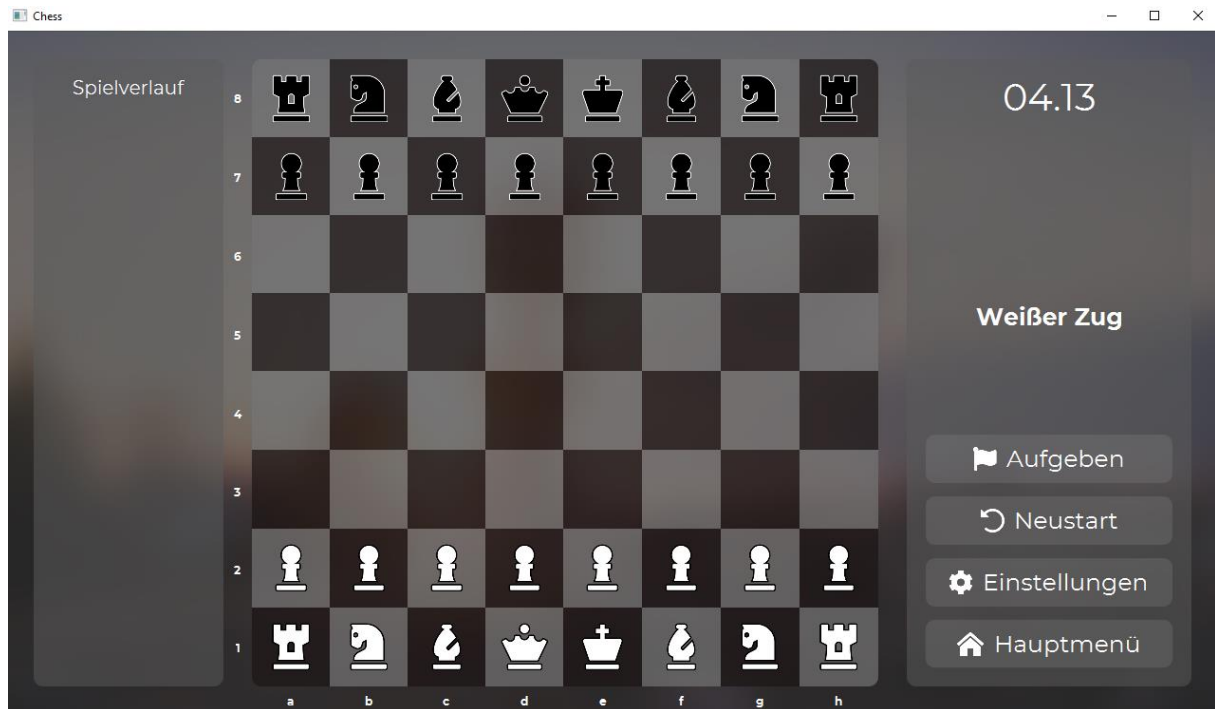 Chess
Spielverlauf
8
7
6
5
4
3
2
1
a b c d e f g h
04.13
Weißer Zug
Aufgeben
Neustart
Einstellungen
Hauptmenü